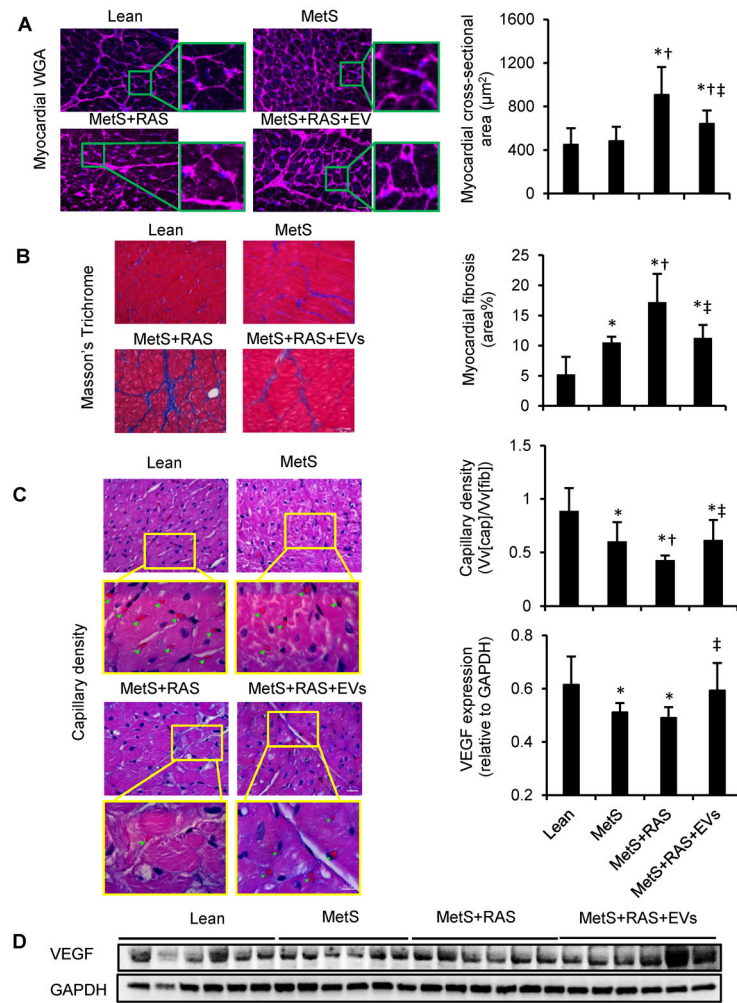 A
Myocardial WGA
Lean
MetS
MetS+RAS
MetS+RAS+EV
Myocardial cross-sectional
area (µm²)
1600
1200
800
400
0
*†
*†‡
B
Masson's Trichrome
Lean
MetS
MetS+RAS
MetS+RAS+EVs
Myocardial fibrosis
(area%)
25
20
15
10
5
0
*
*†
*‡
C
Capillary density
Lean
MetS
MetS+RAS
MetS+RAS+EVs
Capillary density
(Vv[cap]/Vv[fib])
1
0.5
0
*
*†
*‡
VEGF expression
(relative to GAPDH)
0.8
0.6
0.4
0.2
*
*
‡
Lean
MetS
MetS+RAS
MetS+RAS+EVs
Lean
MetS
MetS+RAS
MetS+RAS+EVs
D
VEGF
GAPDH